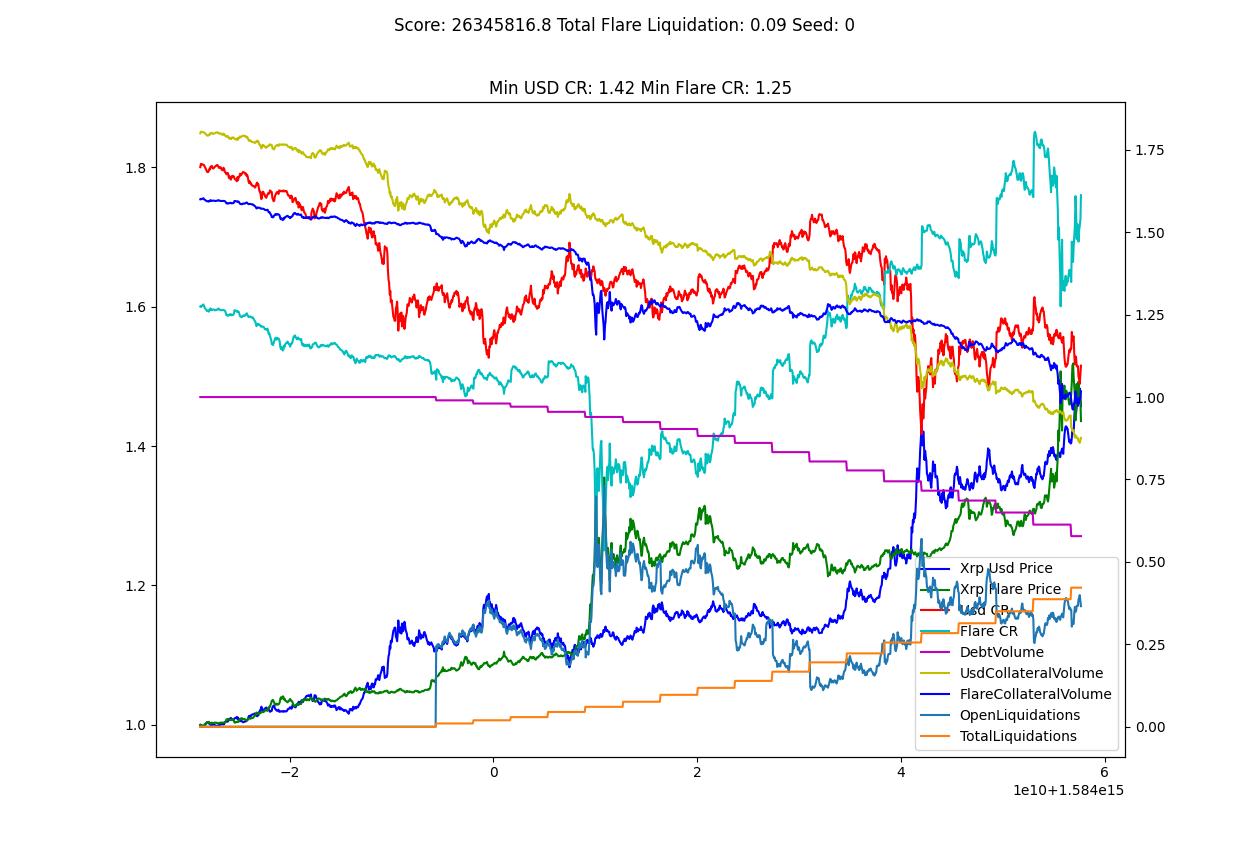 Score: 26345816.8 Total Flare Liquidation: 0.09 Seed: 0
Min USD CR: 1.42 Min Flare CR: 1.25
1.8
1.6
1.4
1.2
1.0
1.75
1.50
1.25
1.00
0.75
0.50
0.25
0.00
Xrp Usd Price
Xrp Flare Price
Usd CR
Flare CR
DebtVolume
UsdCollateralVolume
FlareCollateralVolume
OpenLiquidations
TotalLiquidations
−2 0 2 4 6
1e10+1.584e15